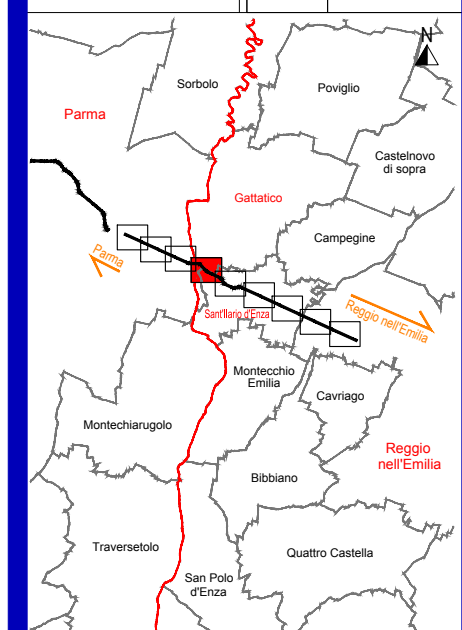 N
Sorbolo
Poviglio
Parma
Castelnovo
di sopra
Gattatico
Campegine
Parma
Reggio nell'Emilia
Sant'Ilario d'Enza
Montecchio
Emilia
Cavriago
Montechiarugolo
Reggio
nell'Emilia
Bibbiano
Traversetolo
Quattro Castella
San Polo
d'Enza